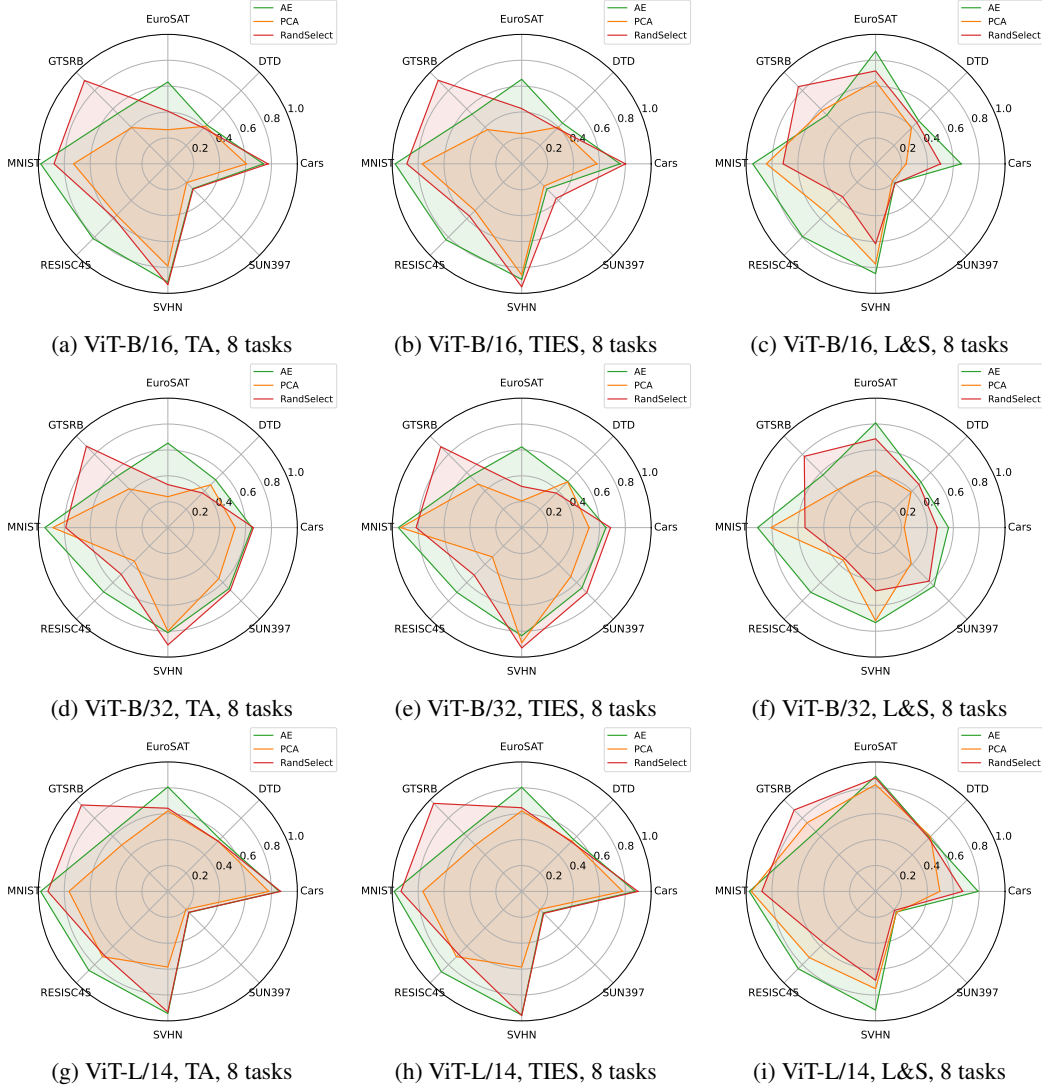 EuroSAT
AE
PCA
RandSelect
GTSRB
DTD
1.0
0.8
0.6
0.4
0.2
MNIST
Cars
RESISC45
SUN397
SVHN
EuroSAT
AE
PCA
RandSelect
GTSRB
DTD
1.0
0.8
0.6
0.4
0.2
MNIST
Cars
RESISC45
SUN397
SVHN
EuroSAT
AE
PCA
RandSelect
GTSRB
DTD
1.0
0.8
0.6
0.4
0.2
MNIST
Cars
RESISC45
SUN397
SVHN
(a) ViT-B/16, TA, 8 tasks
(b) ViT-B/16, TIES, 8 tasks
(c) ViT-B/16, L&S, 8 tasks
EuroSAT
AE
PCA
RandSelect
GTSRB
DTD
1.0
0.8
0.6
0.4
0.2
MNIST
Cars
RESISC45
SUN397
SVHN
EuroSAT
AE
PCA
RandSelect
GTSRB
DTD
1.0
0.8
0.6
0.4
0.2
MNIST
Cars
RESISC45
SUN397
SVHN
EuroSAT
AE
PCA
RandSelect
GTSRB
DTD
1.0
0.8
0.6
0.4
0.2
MNIST
Cars
RESISC45
SUN397
SVHN
(d) ViT-B/32, TA, 8 tasks
(e) ViT-B/32, TIES, 8 tasks
(f) ViT-B/32, L&S, 8 tasks
EuroSAT
AE
PCA
RandSelect
GTSRB
DTD
1.0
0.8
0.6
0.4
0.2
MNIST
Cars
RESISC45
SUN397
SVHN
EuroSAT
AE
PCA
RandSelect
GTSRB
DTD
1.0
0.8
0.6
0.4
0.2
MNIST
Cars
RESISC45
SUN397
SVHN
EuroSAT
AE
PCA
RandSelect
GTSRB
DTD
1.0
0.8
0.6
0.4
0.2
MNIST
Cars
RESISC45
SUN397
SVHN
(g) ViT-L/14, TA, 8 tasks
(h) ViT-L/14, TIES, 8 tasks
(i) ViT-L/14, L&S, 8 tasks